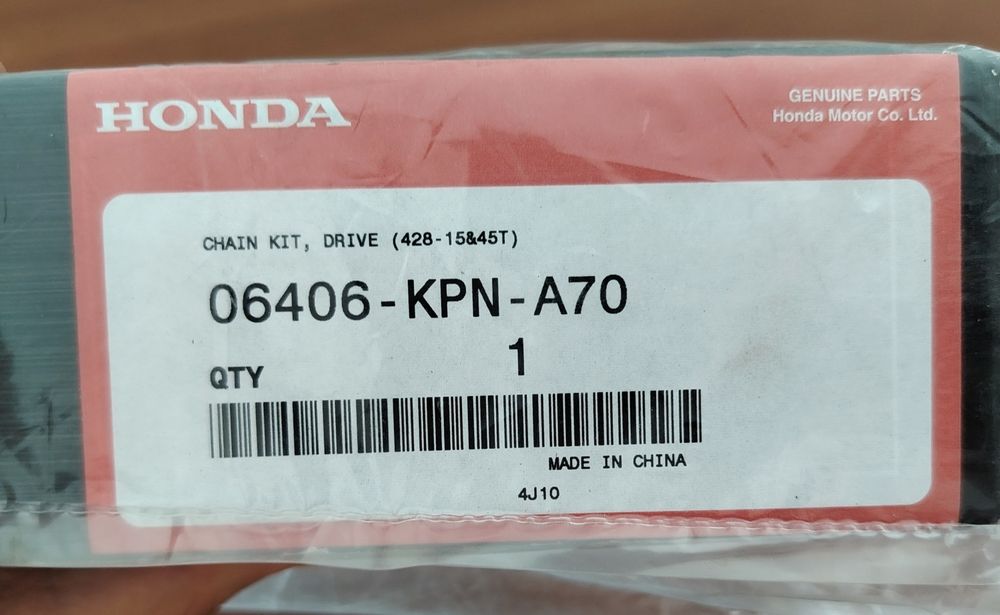 HONDA
GENUINE PARTS
Honda Motor Co. Ltd.
CHAIN KIT, DRIVE (428-15&45T)
06406-KPN-A70
1
QTY
MADE IN CHINA
4J10